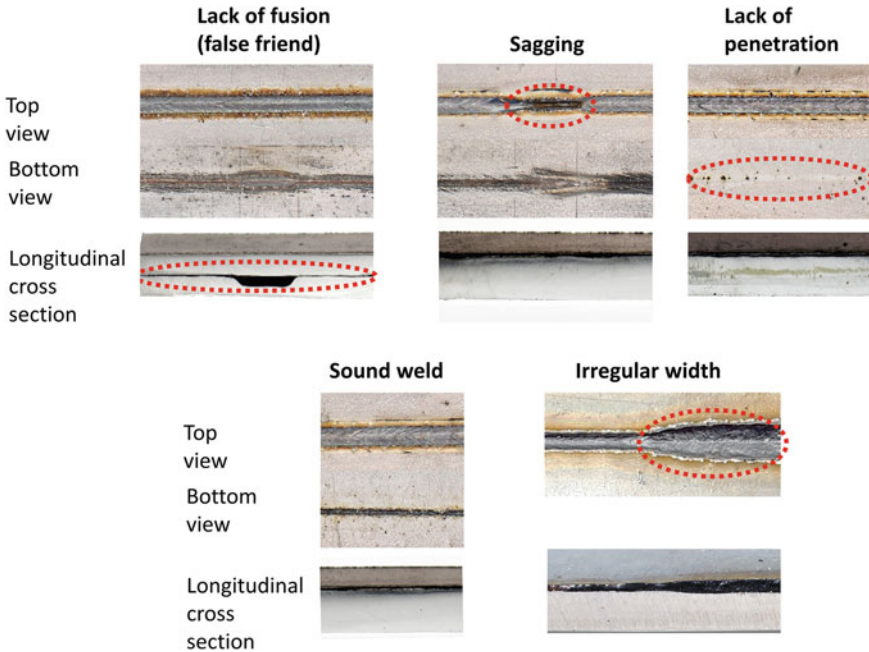 Lack of fusion
(false friend)
Sagging
Lack of
penetration
Top
view
Bottom
view
Longitudinal
cross
section
Sound weld
Irregular width
Top
view
Bottom
view
Longitudinal
cross
section